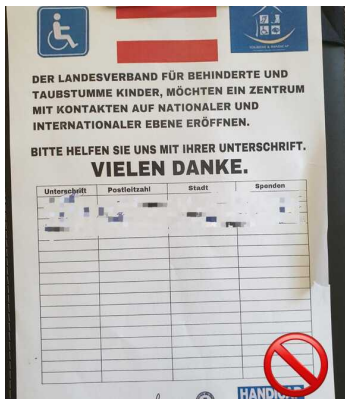 DER LANDESVERBAND FÜR BEHINDERTE UND
TAUBSTUMME KINDER, MÖCHTEN EIN ZENTRUM
MIT KONTAKTEN AUF NATIONALER UND
INTERNATIONALER EBENE ERÖFFNEN.
BITTE HELFEN SIE UNS MIT IHRER UNTERSCHRIFT.
VIELEN DANKE.
Unterschrift Postleitzahl Stadt Spenden